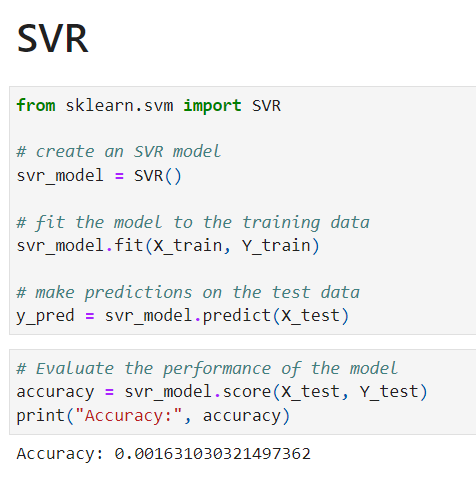 SVR
from sklearn.svm import SVR
# create an SVR model
svr_model = SVR()
# fit the model to the training data
svr_model.fit(X_train, Y_train)
# make predictions on the test data
y_pred = svr_model.predict(X_test)
# Evaluate the performance of the model
accuracy = svr_model.score(X_test, Y_test)
print("Accuracy:", accuracy)
Accuracy: 0.001631030321497362